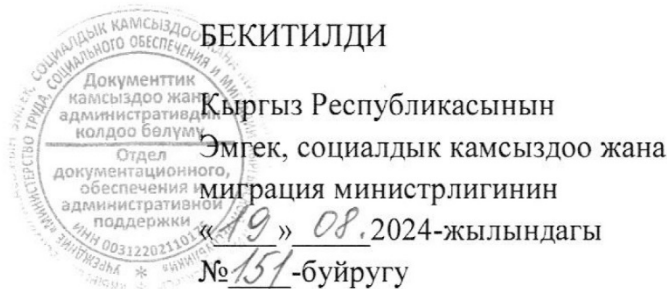 БЕКИТИЛДИ
Кыргыз Республикасынын
Эмгек, социалдык камсыздоо жана
миграция министрлигинин
«19» 08.2024-жылындагы
№151-буйругу
Документтик
камсыздоо жана
административдик
колдоо бөлүмү
Отдел
документационного,
обеспечения и
административной
поддержки